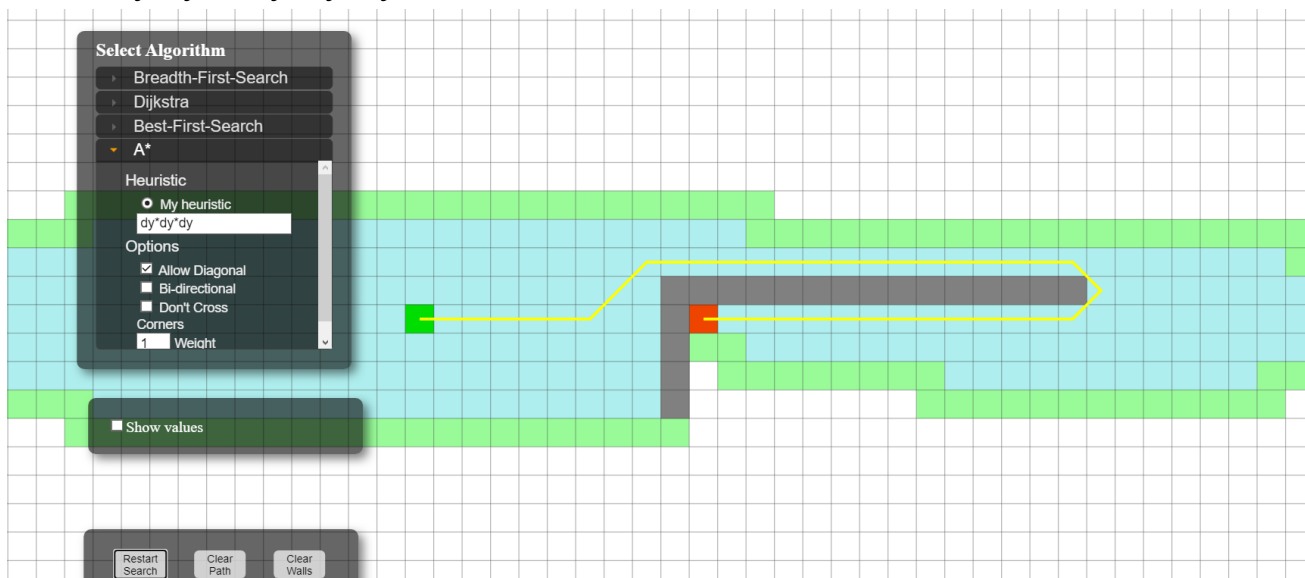 Select Algorithm
Breadth-First-Search
Dijkstra
Best-First-Search
A*
Heuristic
My heuristic
dy*dy*dy
Options
Allow Diagonal
Bi-directional
Don't Cross
Corners
1 Weight
Show values
Restart
Search
Clear
Path
Clear
Walls